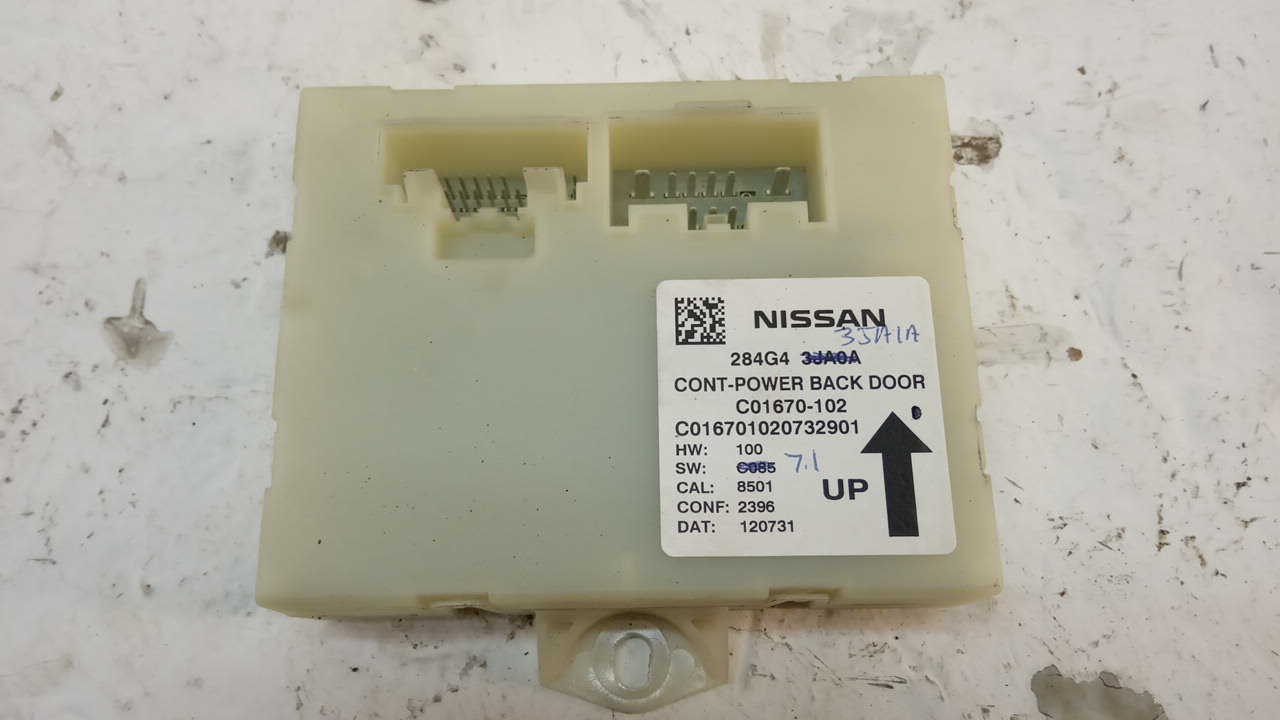 NISSAN
3JA1A
284G4 3JA0A
CONT-POWER BACK DOOR
C01670-102
C016701020732901
HW: 100
SW: C085 7.1
CAL: 8501
CONF: 2396
DAT: 120731
UP